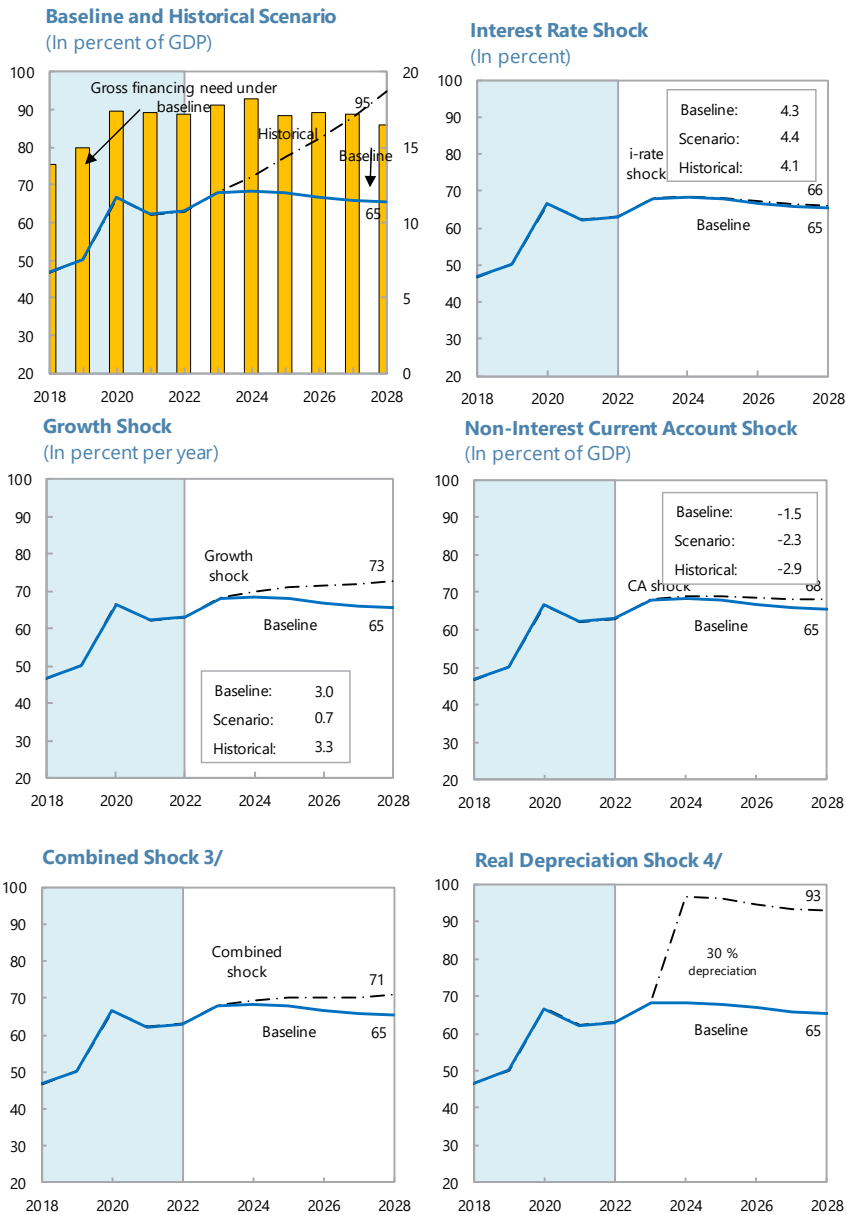 Baseline and Historical Scenario
(In percent of GDP)
100
90
80
70
60
50
40
30
20
20
15
10
5
0
Gross financing need under
baseline
95
Historical
Baseline
65
2018 2020 2022 2024 2026 2028
Interest Rate Shock
(In percent)
100
90
80
70
60
50
40
30
20
Baseline: 4.3
Scenario: 4.4
Historical: 4.1
i-rate
shock
66
Baseline
65
2018 2020 2022 2024 2026 2028
Growth Shock
(In percent per year)
100
90
80
70
60
50
40
30
20
Growth
shock
73
Baseline
65
Baseline: 3.0
Scenario: 0.7
Historical: 3.3
2018 2020 2022 2024 2026 2028
Non-Interest Current Account Shock
(In percent of GDP)
100
90
80
70
60
50
40
30
20
Baseline: -1.5
Scenario: -2.3
Historical: -2.9
CA shock
68
Baseline
65
2018 2020 2022 2024 2026 2028
Combined Shock 3/
100
90
80
70
60
50
40
30
20
Combined
shock
71
Baseline
65
2018 2020 2022 2024 2026 2028
Real Depreciation Shock 4/
100
90
80
70
60
50
40
30
20
93
30 %
depreciation
Baseline
65
2018 2020 2022 2024 2026 2028